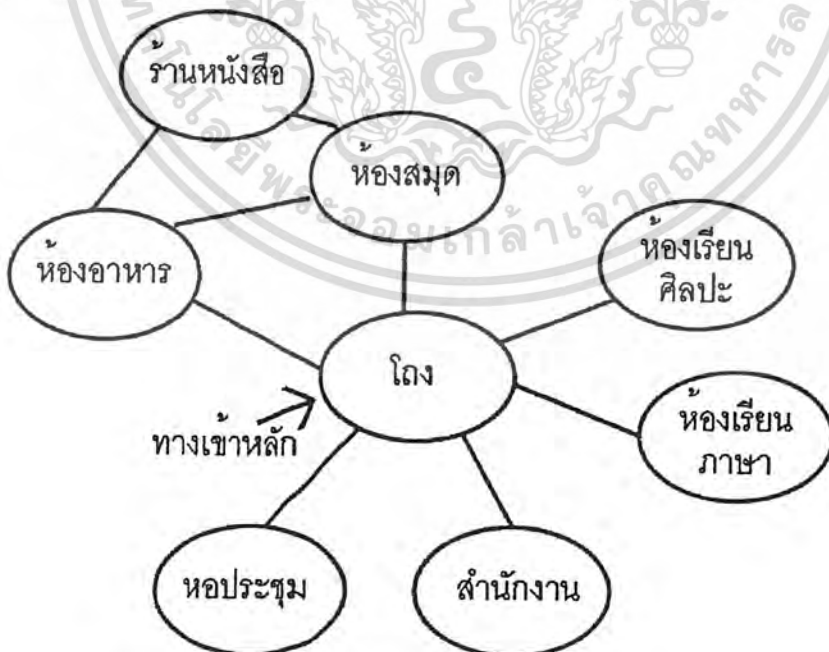 ร้านหนังสือ
ห้องสมุด
ห้องอาหาร
ห้องเรียน
ศิลปะ
โถง
ทางเข้าหลัก
ห้องเรียน
ภาษา
หอประชุม
สำนักงาน